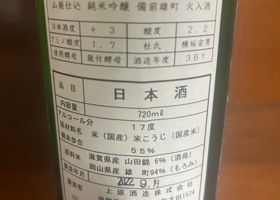 山廃仕込 純米吟醸 備前雄町 火入酒
日本酒度 +3 酸度 2.2
アミノ酸度 1.7 杜氏 横坂安男
使用酵母 蔵付酵母 酒造年度 3BY
品目 日本酒
内容量 720ml
アルコール分 17度
原材料名 米(国産)米こうじ(国産)
精米歩合 55%
滋賀県産 山田錦 6%(酒母)
岡山県産 雄町 94%(もろみ)
2022 9月
上原酒造株式会社